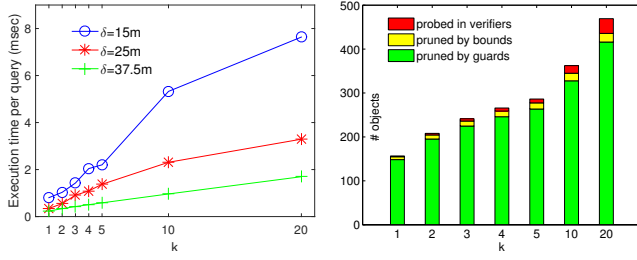 Execution time per query (msec)
8
6
4
2
0
δ=15m
δ=25m
δ=37.5m
1 2 3 4 5 10 20
k
# objects
500
400
300
200
100
0
probed in verifiers
pruned by bounds
pruned by guards
1 2 3 4 5 10 20
k